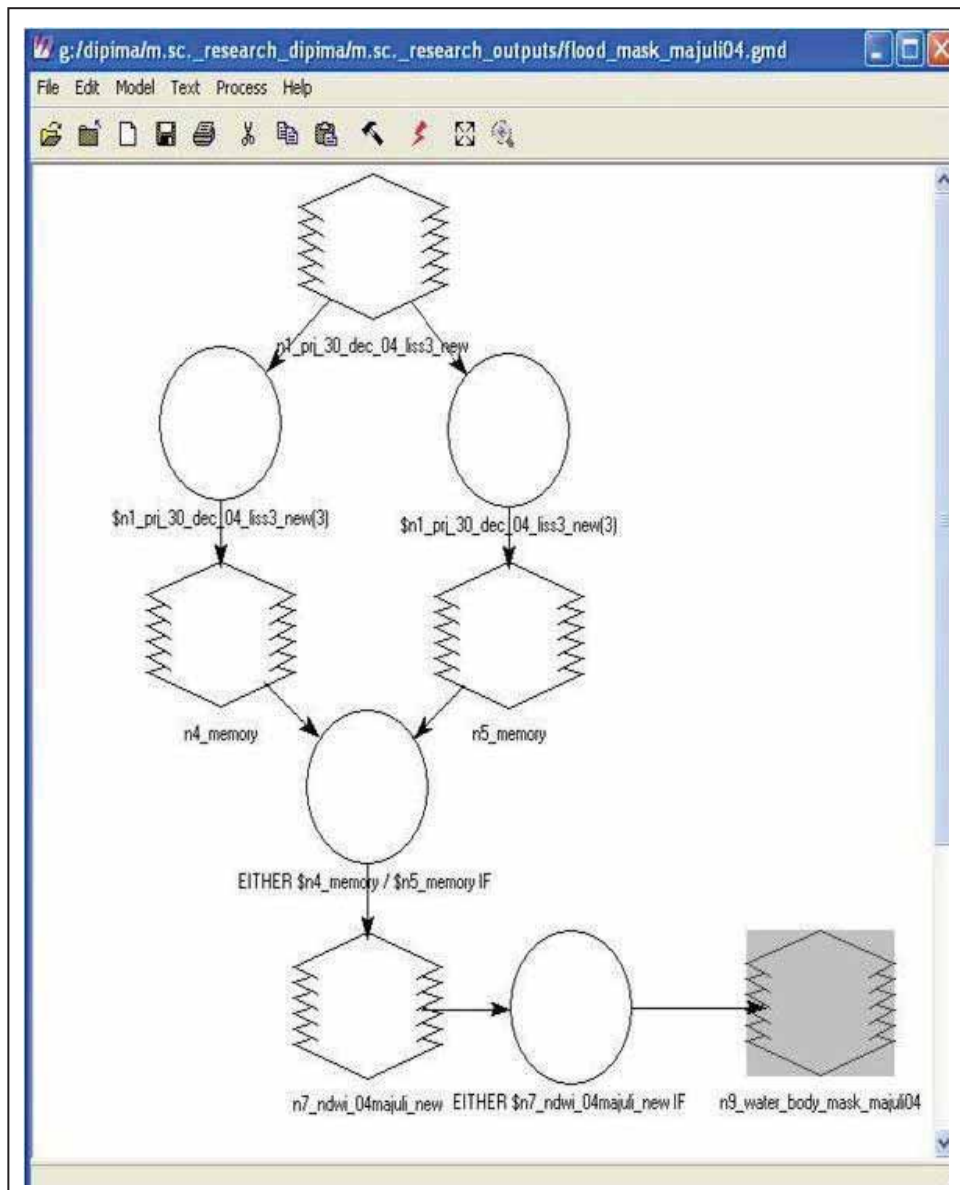 g:/dipima/m.sc._research_dipima/m.sc._research_outputs/flood_mask_majuli04.gmd
File Edit Model Text Process Help
n1_prj_30_dec_04_liss3_new
$n1_prj_30_dec_04_liss3_new(3)
$n1_prj_30_dec_04_liss3_new(3)
n4_memory
n5_memory
EITHER $n4_memory / $n5_memory IF
n7_ndwi_04majuli_new
EITHER $n7_ndwi_04majuli_new IF
n9_water_body_mask_majuli04